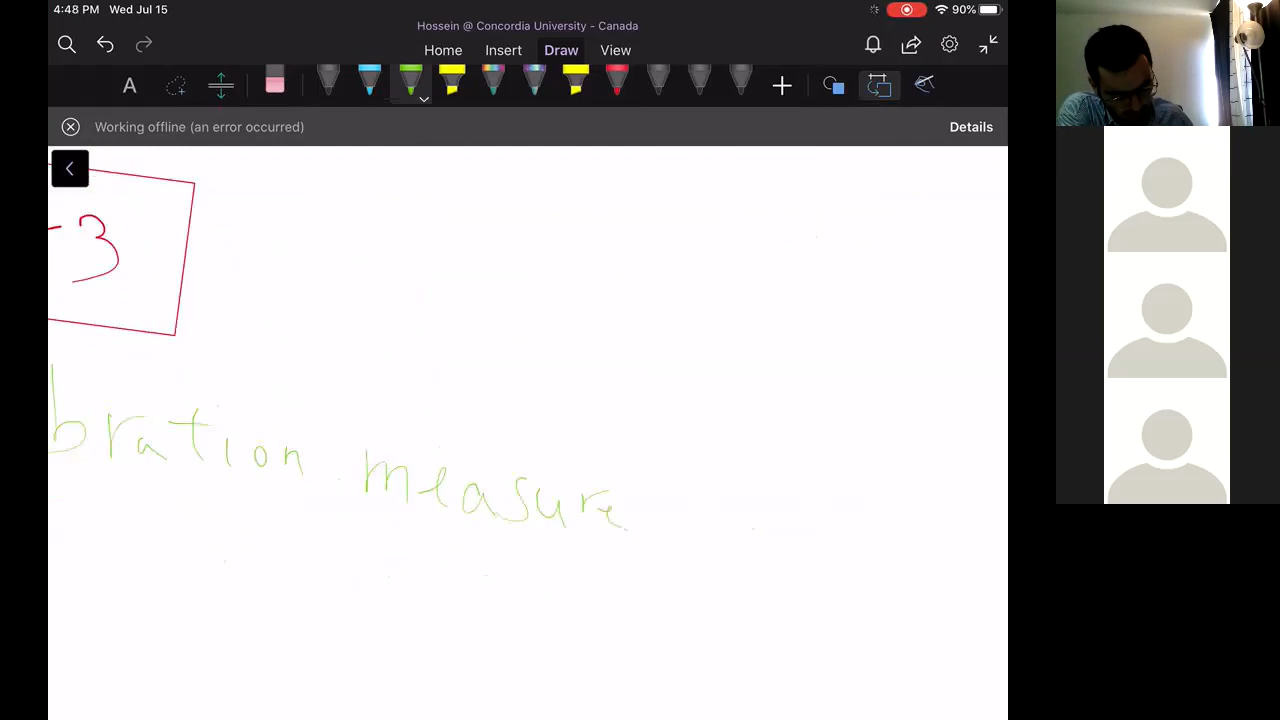 4:48 PM Wed Jul 15
90%
Hossein @ Concordia University - Canada
Home Insert Draw View
A
Working offline (an error occurred)
Details
-3
bration measure